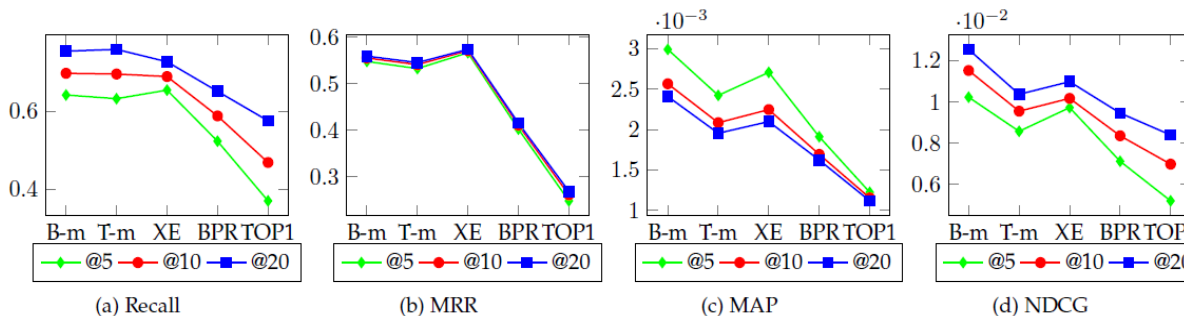 0.6
0.4
B-m T-m XE BPR TOP1
@5 @10 @20
(a) Recall
0.6
0.5
0.4
0.3
B-m T-m XE BPR TOP1
@5 @10 @20
(b) MRR
·10−3
3
2.5
2
1.5
1
B-m T-m XE BPR TOP1
@5 @10 @20
(c) MAP
·10−2
1.2
1
0.8
0.6
B-m T-m XE BPR TOP
@5 @10 @20
(d) NDCG